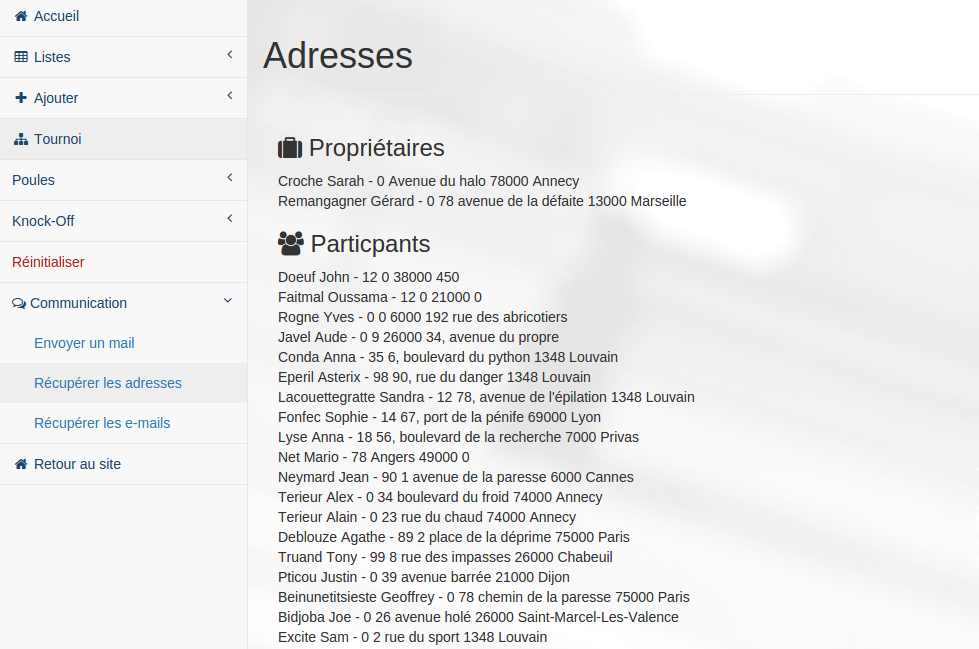 Accueil
Listes
Ajouter
Tournoi
Poules
Knock-Off
Réinitialiser
Communication
Envoyer un mail
Récupérer les adresses
Récupérer les e-mails
Retour au site
Adresses
Propriétaires
Croche Sarah - 0 Avenue du halo 78000 Annecy
Remangagner Gérard - 0 78 avenue de la défaite 13000 Marseille
Particpants
Doeuf John - 12 0 38000 450
Faitmal Oussama - 12 0 21000 0
Rogne Yves - 0 0 6000 192 rue des abricotiers
Javel Aude - 0 9 26000 34, avenue du propre
Conda Anna - 35 6, boulevard du python 1348 Louvain
Eperil Asterix - 98 90, rue du danger 1348 Louvain
Lacouettegratte Sandra - 12 78, avenue de l'épilation 1348 Louvain
Fonfec Sophie - 14 67, port de la pénife 69000 Lyon
Lyse Anna - 18 56, boulevard de la recherche 7000 Privas
Net Mario - 78 Angers 49000 0
Neymard Jean - 90 1 avenue de la paresse 6000 Cannes
Terieur Alex - 0 34 boulevard du froid 74000 Annecy
Terieur Alain - 0 23 rue du chaud 74000 Annecy
Deblouze Agathe - 89 2 place de la déprime 75000 Paris
Truand Tony - 99 8 rue des impasses 26000 Chabeuil
Pticou Justin - 0 39 avenue barrée 21000 Dijon
Beinunetitsieste Geoffrey - 0 78 chemin de la paresse 75000 Paris
Bidjoba Joe - 0 26 avenue holé 26000 Saint-Marcel-Les-Valence
Excite Sam - 0 2 rue du sport 1348 Louvain